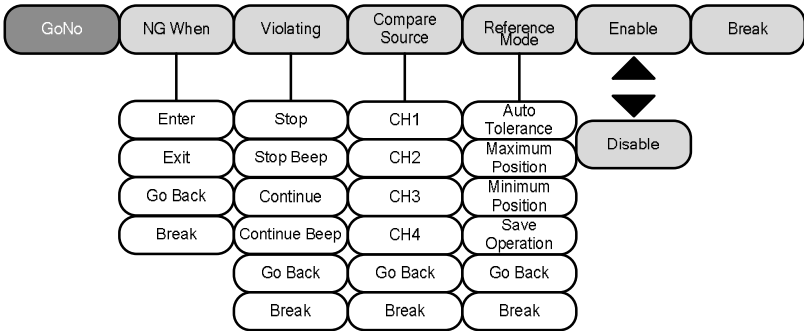 GoNo
NG When
Violating
Compare
Source
Reference
Mode
Enable
Break
Enter
Exit
Go Back
Break
Stop
Stop Beep
Continue
Continue Beep
Go Back
Break
CH1
CH2
CH3
CH4
Go Back
Break
Auto
Tolerance
Maximum
Position
Minimum
Position
Save
Operation
Go Back
Break
Disable